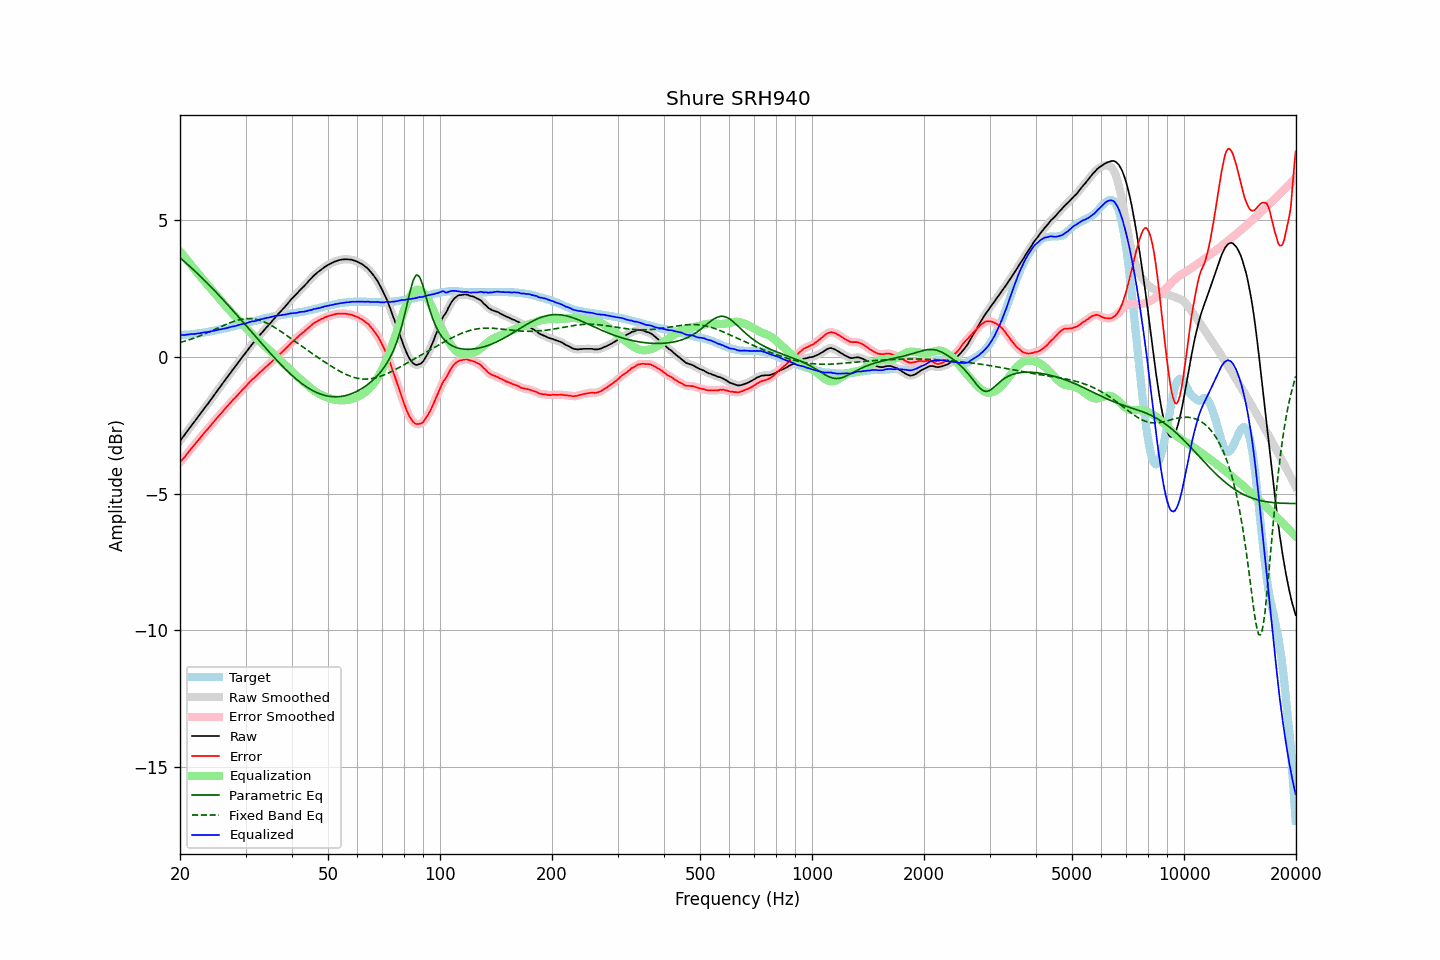 Shure SRH940
Amplitude (dBr)
5
0
−5
−10
−15
Target
Raw Smoothed
Error Smoothed
Raw
Error
Equalization
Parametric Eq
Fixed Band Eq
Equalized
20 50 100 200 500 1000 2000 5000 10000 20000
Frequency (Hz)